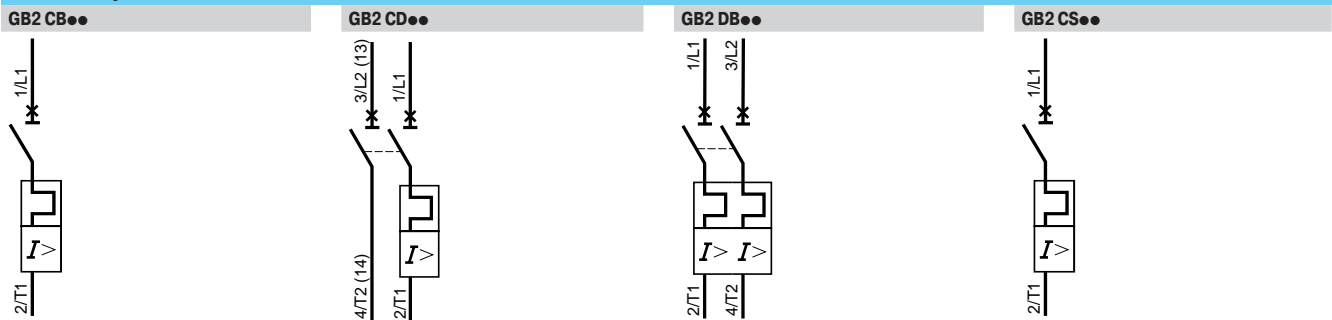 GB2 CB●●
GB2 CD●●
GB2 DB●●
GB2 CS●●
1/L1
3/L2 (13)
1/L1
1/L1
3/L2
1/L1
I>
I>
I> I>
I>
2/T1
4/T2 (14)
2/T1
2/T1
4/T2
2/T1